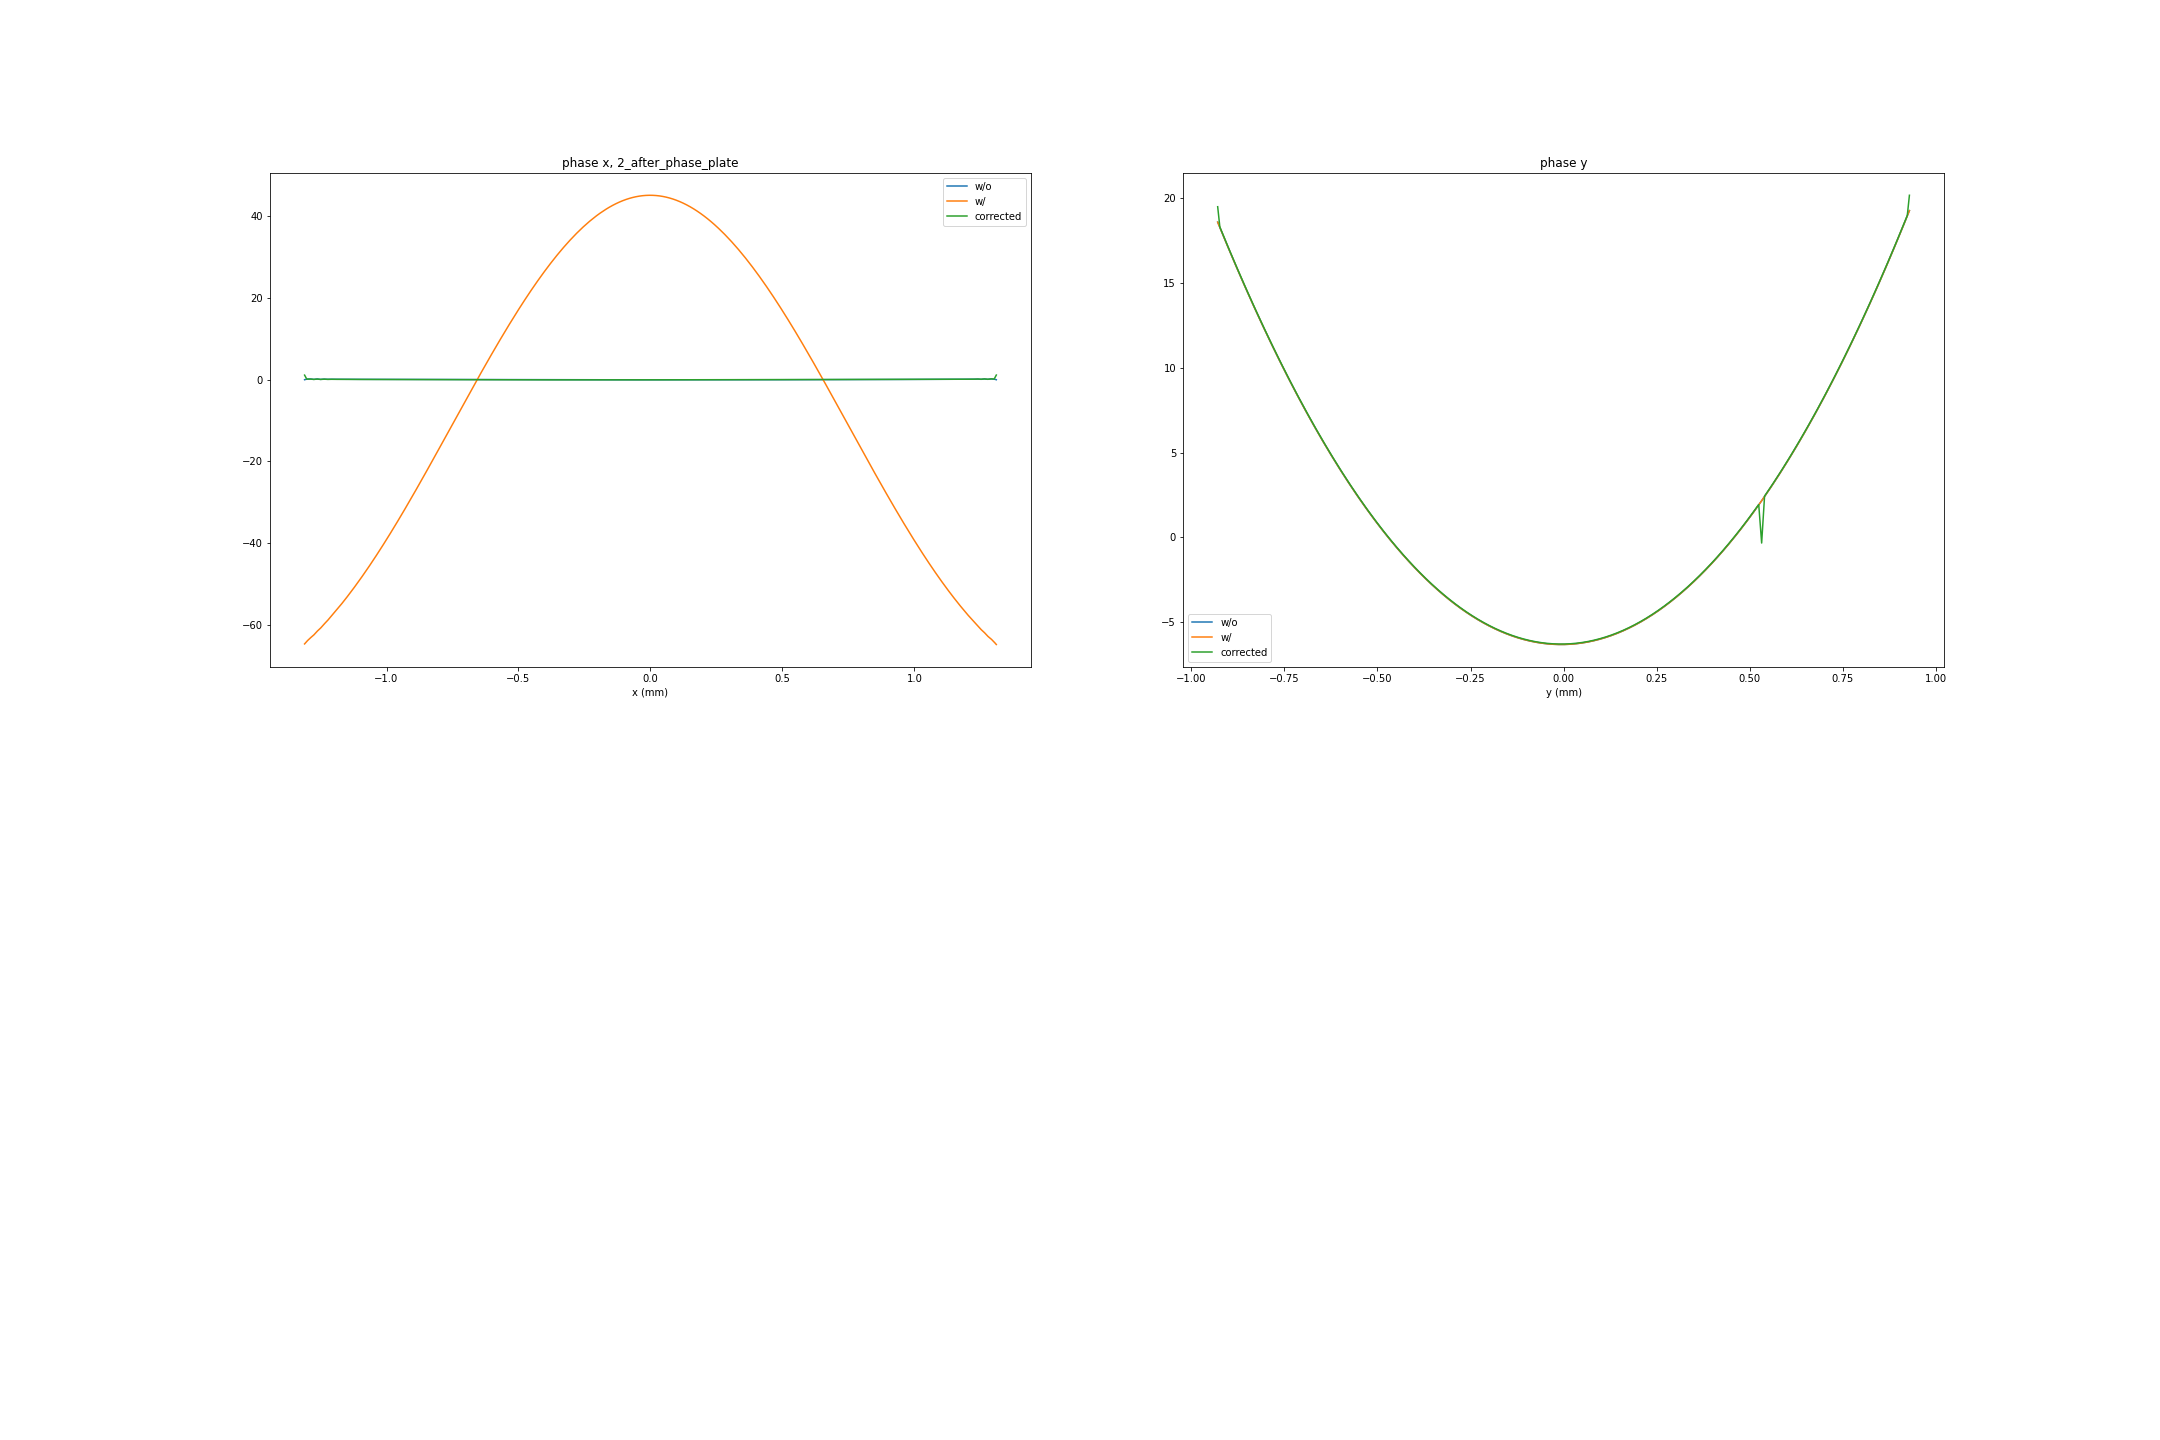 phase x, 2_after_phase_plate
w/o
w/
corrected
40
20
0
−20
−40
−60
−1.0 −0.5 0.0 0.5 1.0
x (mm)
phase y
20
15
10
5
0
−5
w/o
w/
corrected
−1.00 −0.75 −0.50 −0.25 0.00 0.25 0.50 0.75 1.00
y (mm)